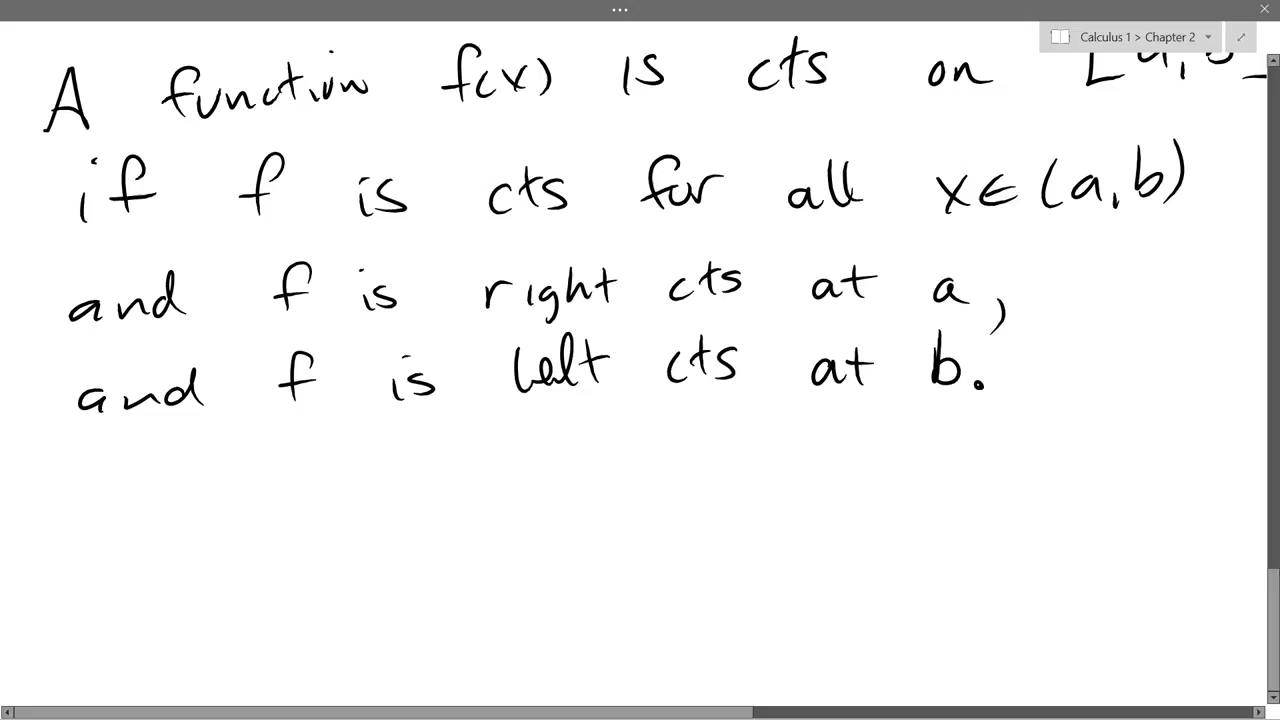 Calculus 1 > Chapter 2
A function f(x) is cts on
if f is cts for all x∈(a,b)
and f is right cts at a,
and f is left cts at b.